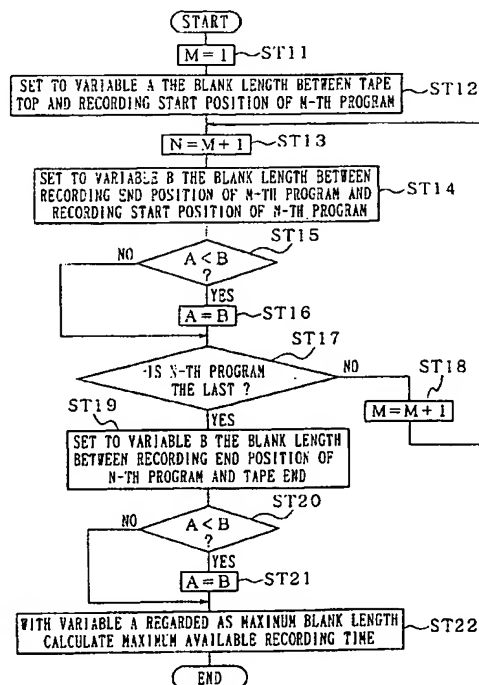 START
M = 1
ST11
SET TO VARIABLE A THE BLANK LENGTH BETWEEN TAPE
TOP AND RECORDING START POSITION OF M-TH PROGRAM
ST12
N=M+1
ST13
SET TO VARIABLE B THE BLANK LENGTH BETWEEN
RECORDING END POSITION OF M-TH PROGRAM AND
RECORDING START POSITION OF N-TH PROGRAM
ST14
ST15
NO
A < B
?
YES
A = B
ST16
ST17
IS N-TH PROGRAM
THE LAST ?
NO
ST18
M=M+1
YES
ST19
SET TO VARIABLE B THE BLANK LENGTH
BETWEEN RECORDING END POSITION OF
N-TH PROGRAM AND TAPE END
ST20
NO
A < B
?
YES
A = B
ST21
WITH VARIABLE A REGARDED AS MAXIMUM BLANK LENGTH
CALCULATE MAXIMUM AVAILABLE RECORDING TIME
ST22
END